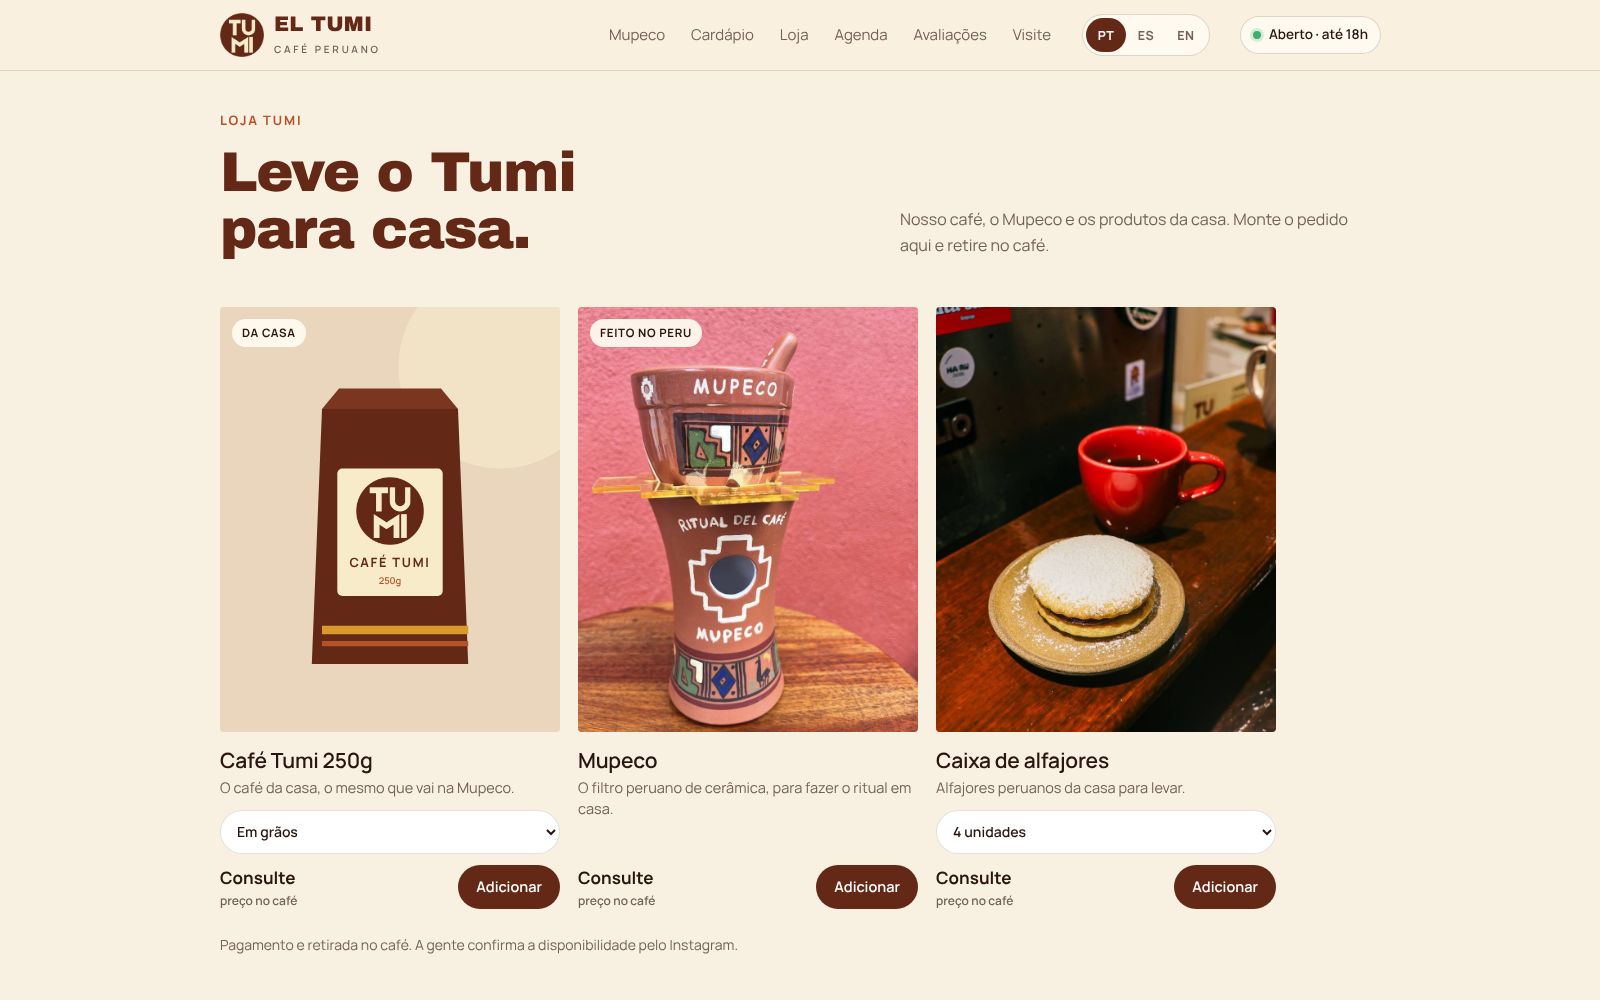 TU
MI
EL TUMI
CAFÉ PERUANO
Mupeco
Cardápio
Loja
Agenda
Avaliações
Visite
PT
ES
EN
Aberto · até 18h
LOJA TUMI
Leve o Tumi
para casa.
Nosso café, o Mupeco e os produtos da casa. Monte o pedido
aqui e retire no café.
DA CASA
TU
MI
CAFÉ TUMI
250g
FEITO NO PERU
MUPECO
RITUAL DEL CAFÉ
MUPECO
TU
Café Tumi 250g
O café da casa, o mesmo que vai na Mupeco.
Em grãos
Consulte
preço no café
Adicionar
Mupeco
O filtro peruano de cerâmica, para fazer o ritual em
casa.
Consulte
preço no café
Adicionar
Caixa de alfajores
Alfajores peruanos da casa para levar.
4 unidades
Consulte
preço no café
Adicionar
Pagamento e retirada no café. A gente confirma a disponibilidade pelo Instagram.